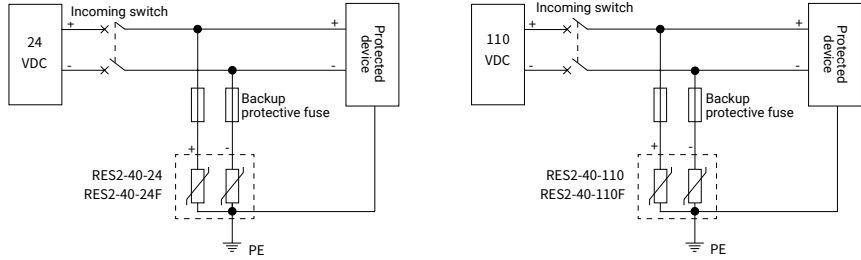 Incoming switch
+
+
24
VDC
-
-
Protected
device
Backup
protective fuse
+
-
RES2-40-24
RES2-40-24F
PE
Incoming switch
+
+
110
VDC
-
-
Protected
device
Backup
protective fuse
+
-
RES2-40-110
RES2-40-110F
PE